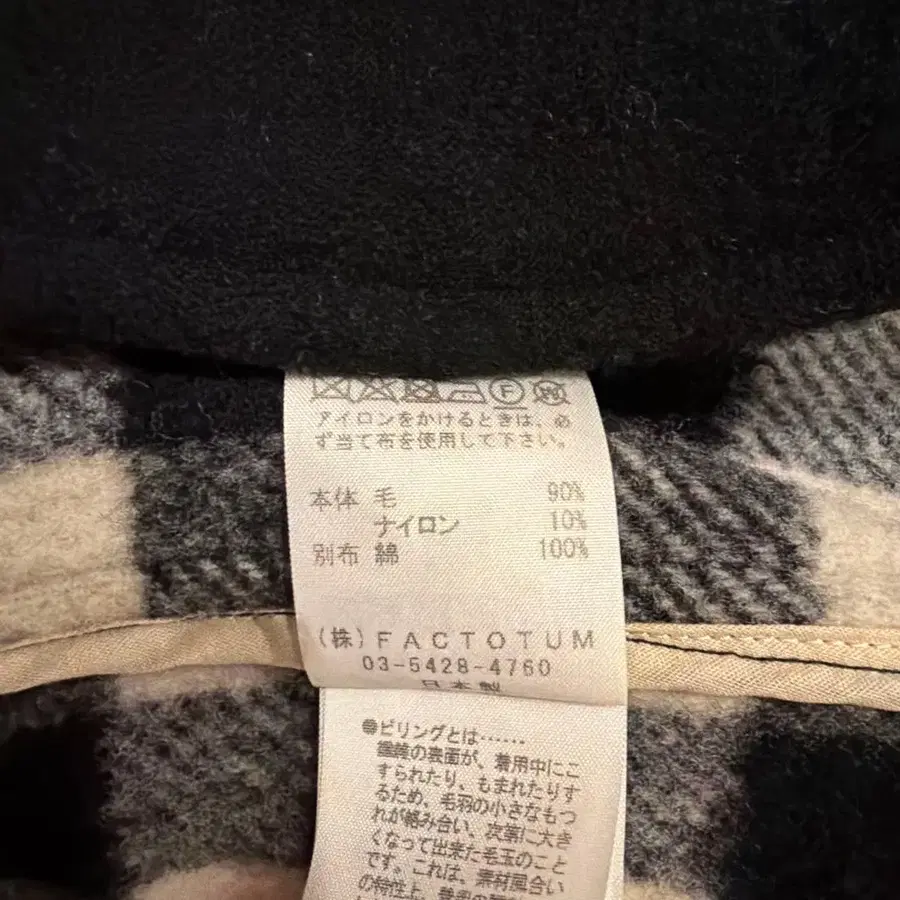 アイロンをかけるときは、必
ず当て布を使用して下さい。
本体 毛 90%
ナイロン 10%
別布 綿 100%
(株)FACTOTUM
03-5428-4760
日本製
●ピリングとは……
繊維の表面が、着用中にこ
すられたり、もまれたりす
るため、毛羽の小さなもつ
れが絡み合い、次第に大き
くなって出来た毛玉のこと
です。これは、素材風合い
の特性上